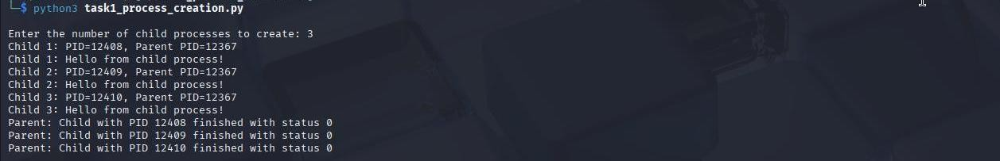 └─$ python3 task1_process_creation.py
Enter the number of child processes to create: 3
Child 1: PID=12408, Parent PID=12367
Child 1: Hello from child process!
Child 2: PID=12409, Parent PID=12367
Child 2: Hello from child process!
Child 3: PID=12410, Parent PID=12367
Child 3: Hello from child process!
Parent: Child with PID 12408 finished with status 0
Parent: Child with PID 12409 finished with status 0
Parent: Child with PID 12410 finished with status 0